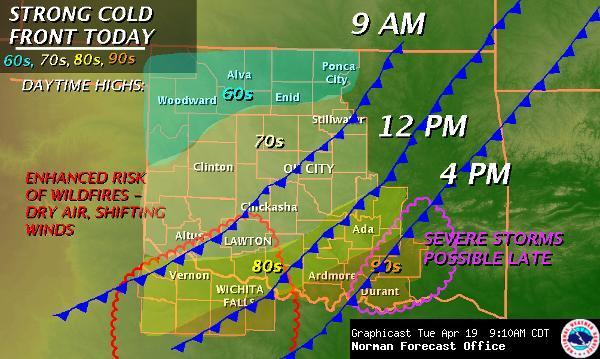 STRONG COLD
FRONT TODAY
60s, 70s, 80s, 90s
DAYTIME HIGHS:
9 AM
12 PM
4 PM
Alva
Ponca
City
Woodward
60s
Enid
Stillwater
70s
Clinton
OK CITY
ENHANCED RISK
OF WILDFIRES -
DRY AIR, SHIFTING
WINDS
Chickasha
Altus
LAWTON
Ada
SEVERE STORMS
POSSIBLE LATE
Vernon
80s
Ardmore
90s
WICHITA
FALLS
Durant
Graphicast Tue Apr 19 9:10AM CDT
Norman Forecast Office